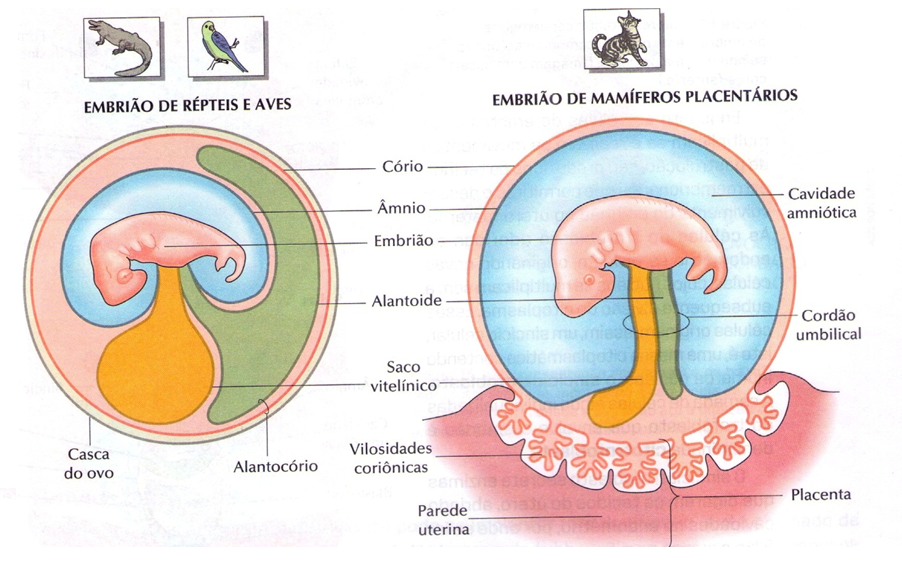 EMBRIÃO DE RÉPTEIS E AVES
EMBRIÃO DE MAMÍFEROS PLACENTÁRIOS
Cório
Âmnio
Embrião
Alantoide
Saco
vitelínico
Cavidade
amniótica
Cordão
umbilical
Casca
do ovo
Alantocório
Vilosidades
coriônicas
Parede
uterina
Placenta